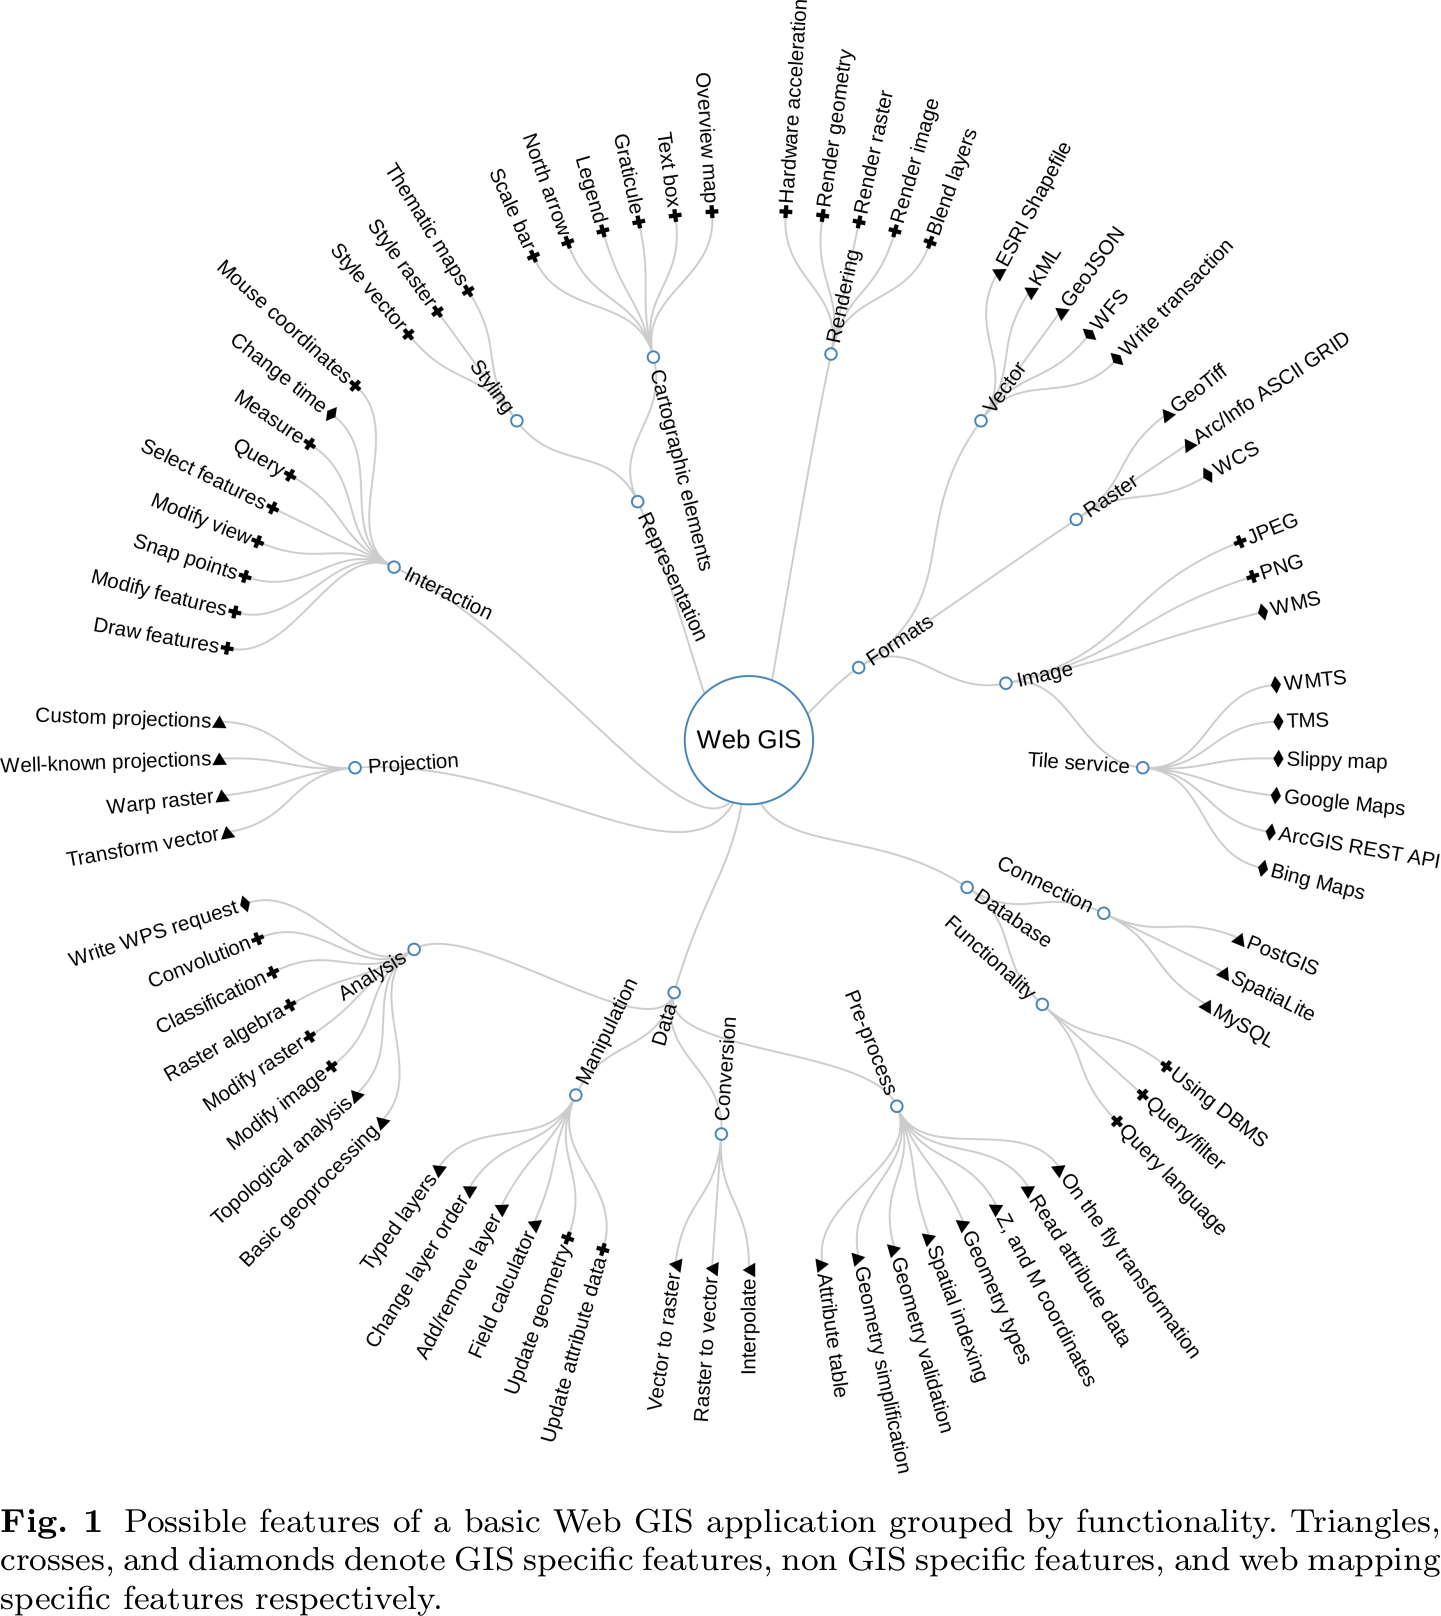 Hardware acceleration
Render geometry
Render raster
Render image
Blend layers
Rendering
ESRI Shapefile
KML
GeoJSON
WFS
Write transaction
Vector
GeoTiff
Arc/Info ASCII GRID
WCS
Raster
JPEG
PNG
WMS
Image
WMTS
TMS
Slippy map
Google Maps
ArcGIS REST API
Bing Maps
Tile service
Formats
Connection
PostGIS
SpatiaLite
MySQL
Database
Functionality
Using DBMS
Query/filter
Query language
Pre-process
On the fly transformation
Read attribute data
Z, and M coordinates
Geometry types
Spatial indexing
Geometry validation
Geometry simplification
Attribute table
Conversion
Interpolate
Raster to vector
Vector to raster
Data
Manipulation
Update attribute data
Update geometry
Field calculator
Add/remove layer
Change layer order
Typed layers
Analysis
Basic geoprocessing
Topological analysis
Modify image
Modify raster
Raster algebra
Classification
Convolution
Write WPS request
Projection
Transform vector
Warp raster
Well-known projections
Custom projections
Interaction
Draw features
Modify features
Snap points
Modify view
Select features
Query
Measure
Change time
Mouse coordinates
Styling
Style vector
Style raster
Thematic maps
Representation
Cartographic elements
Scale bar
North arrow
Legend
Graticule
Text box
Overview map
Web GIS
Fig. 1 Possible features of a basic Web GIS application grouped by functionality. Triangles,
crosses, and diamonds denote GIS specific features, non GIS specific features, and web mapping
specific features respectively.